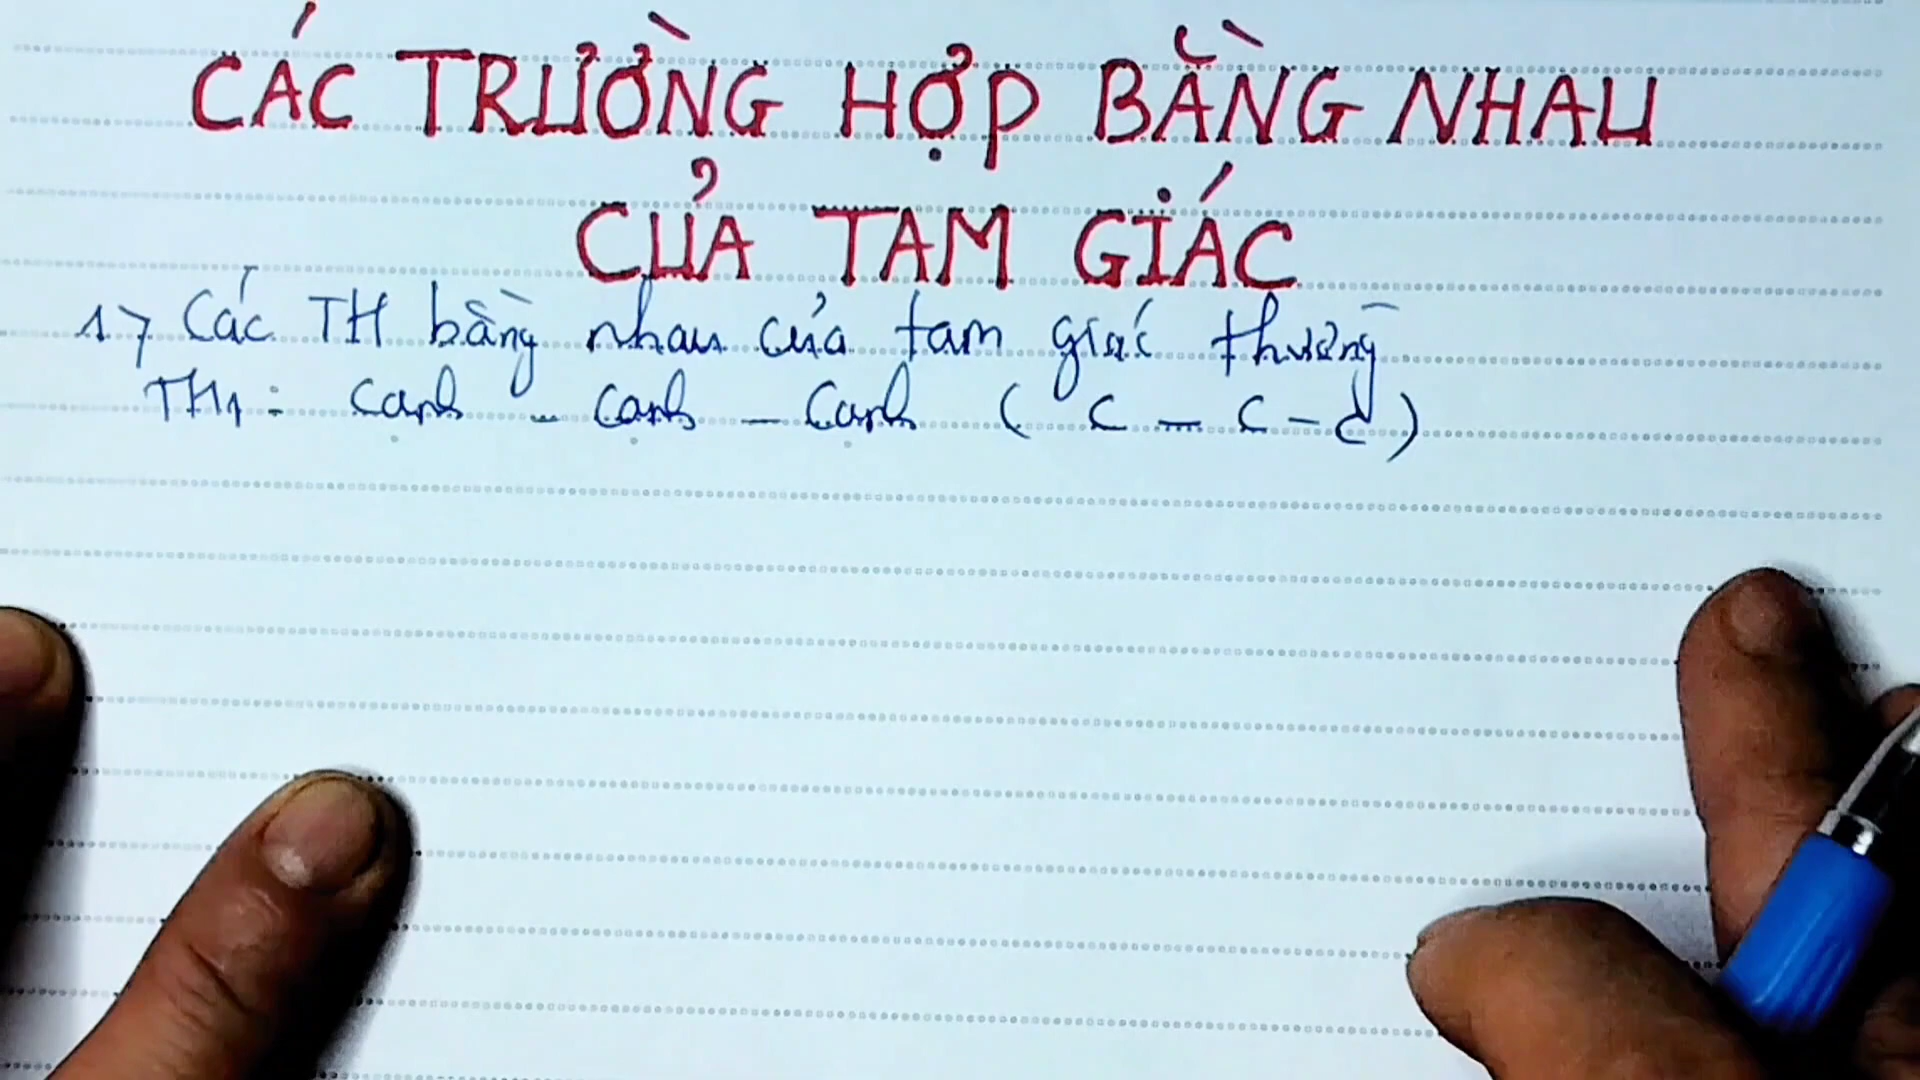 CÁC TRƯỜNG HỢP BẰNG NHAU
CỦA TAM GIÁC
1> Các TH bằng nhau của tam giác thường
TH1: cạnh - cạnh - cạnh ( c - c - c )